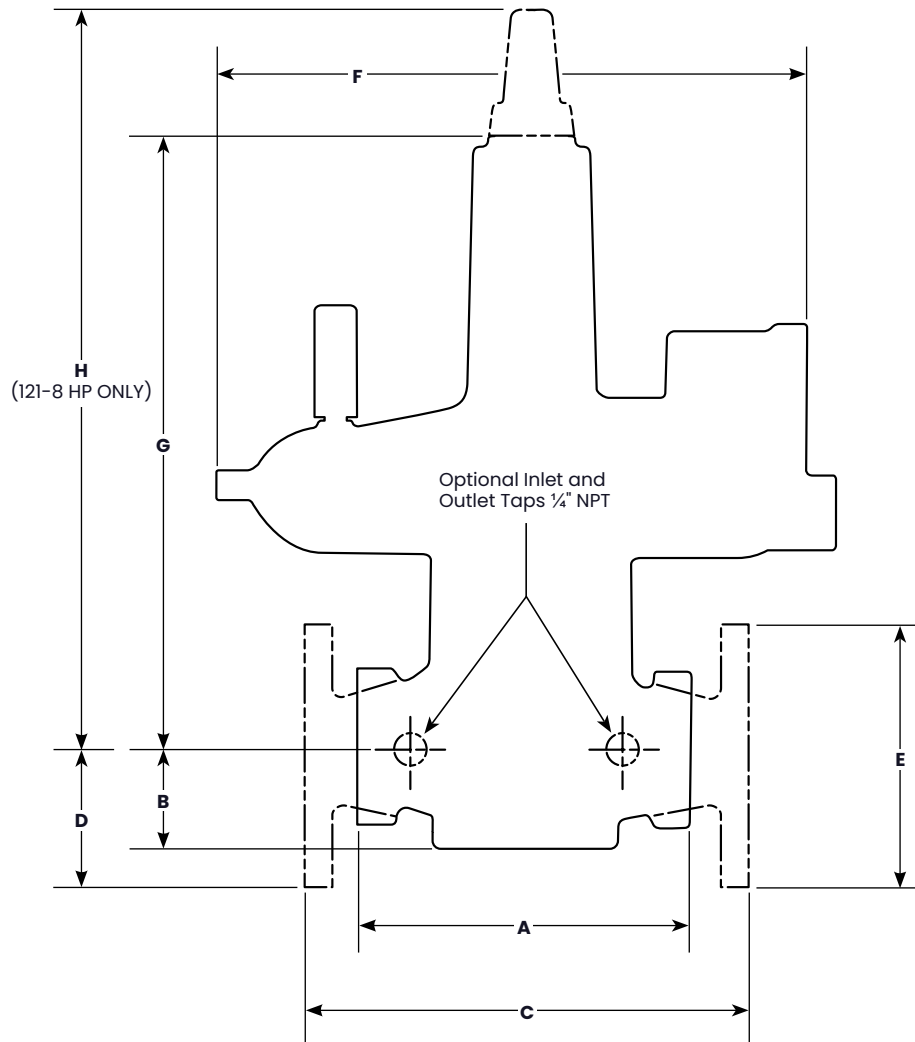 F
H
(121-8 HP ONLY)
G
Optional Inlet and
Outlet Taps ¼" NPT
E
B
D
A
C